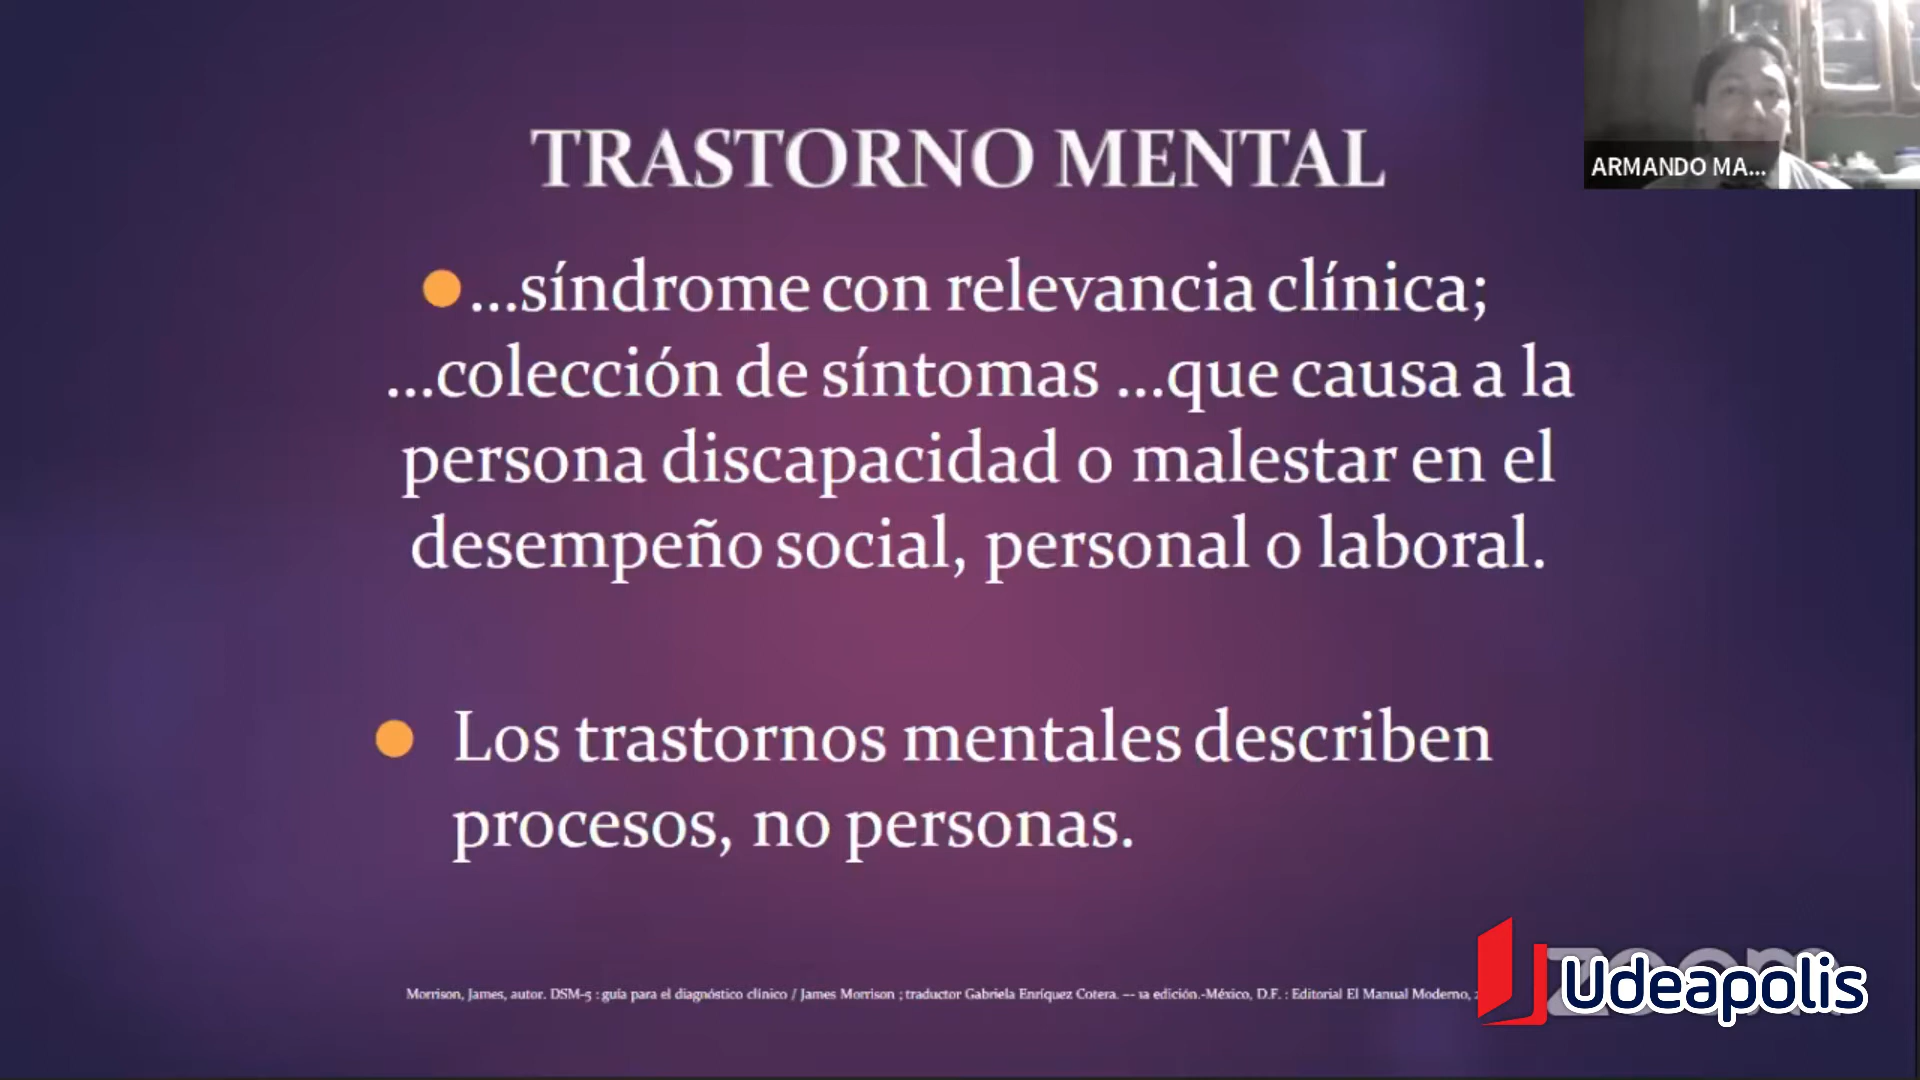 TRASTORNO MENTAL
ARMANDO MA...
...síndrome con relevancia clínica;
...colección de síntomas ...que causa a la
persona discapacidad o malestar en el
desempeño social, personal o laboral.
Los trastornos mentales describen
procesos, no personas.
Morrison, James, autor. DSM-5 : guía para el diagnóstico clínico / James Morrison ; traductor Gabriela Enríquez Cotera. -- 1a edición.-México, D.F. : Editorial El Manual Moderno,
zoom
Udeapolis